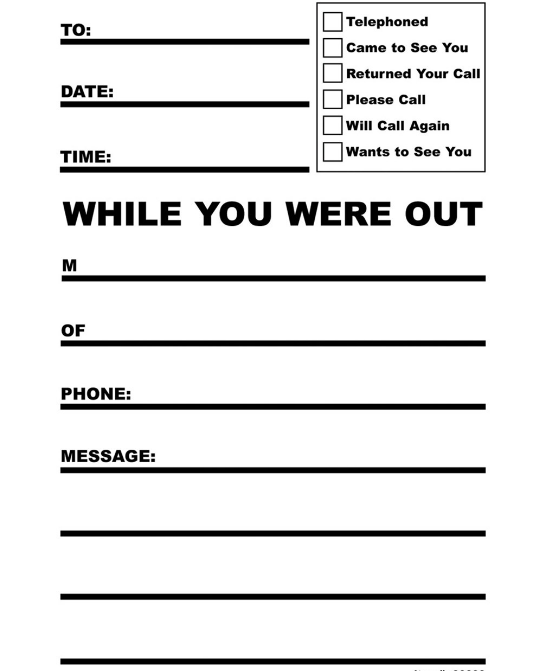 TO:
DATE:
TIME:
Telephoned
Came to See You
Returned Your Call
Please Call
Will Call Again
Wants to See You
WHILE YOU WERE OUT
M
OF
PHONE:
MESSAGE: